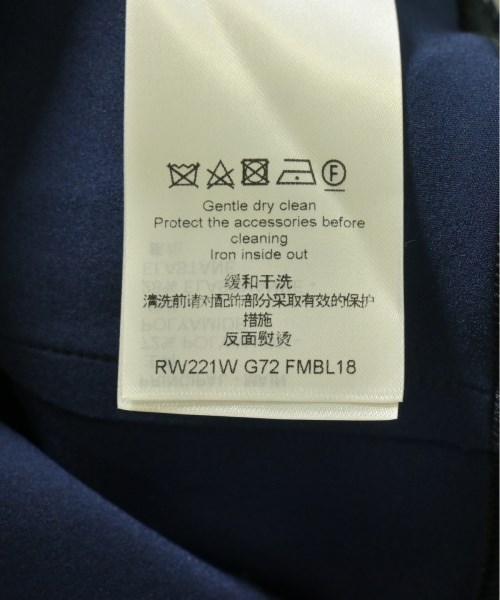 F
Gentle dry clean
Protect the accessories before
cleaning
Iron inside out
缓和干洗
清洗前请对配饰部分采取有效的保护
措施
反面熨烫
RW221W G72 FMBL18